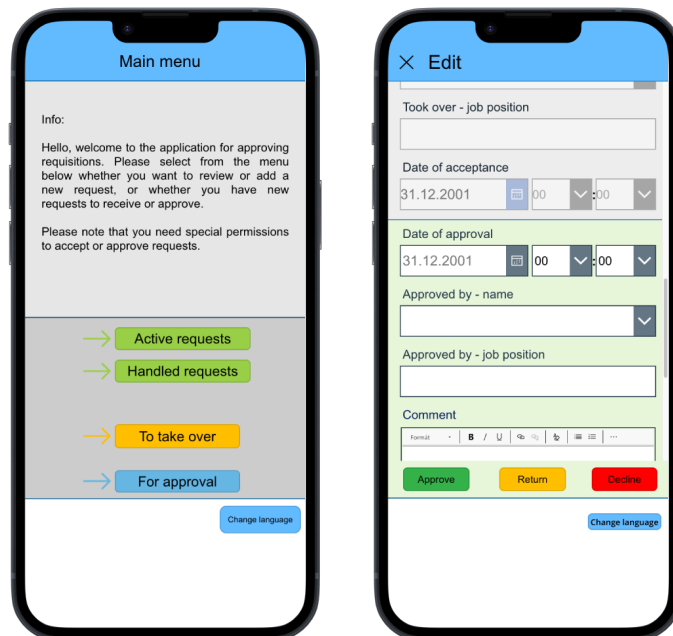 Main menu
Info:
Hello, welcome to the application for approving
requisitions. Please select from the menu
below whether you want to review or add a
new request, or whether you have new
requests to receive or approve.
Please note that you need special permissions
to accept or approve requests.
Active requests
Handled requests
To take over
For approval
Change language
Edit
Took over - job position
Date of acceptance
31.12.2001 00 :00
Date of approval
31.12.2001 00 :00
Approved by - name
Approved by - job position
Comment
Formát B / U ...
Approve Return Decline
Change language